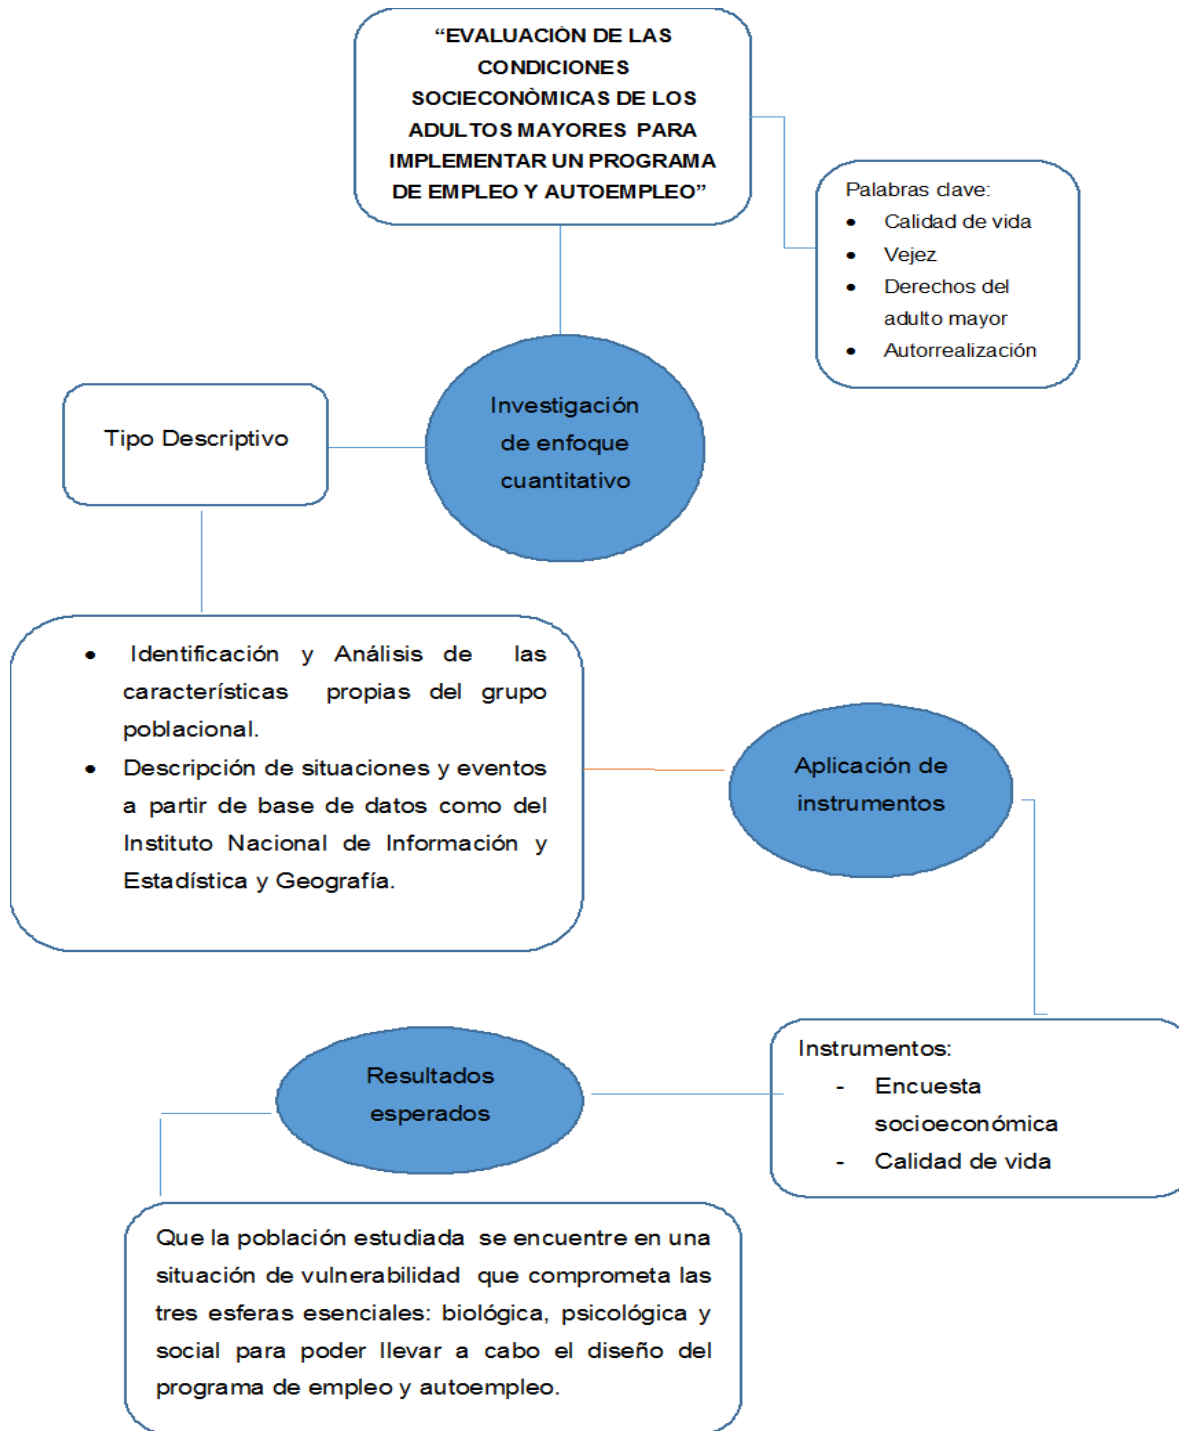 “EVALUACIÓN DE LAS
CONDICIONES
SOCIECONÒMICAS DE LOS
ADULTOS MAYORES PARA
IMPLEMENTAR UN PROGRAMA
DE EMPLEO Y AUTOEMPLEO”
Palabras clave:
• Calidad de vida
• Vejez
• Derechos del
adulto mayor
• Autorrealización
Investigación
de enfoque
cuantitativo
Tipo Descriptivo
• Identificación y Análisis de las
características propias del grupo
poblacional.
• Descripción de situaciones y eventos
a partir de base de datos como del
Instituto Nacional de Información y
Estadística y Geografía.
Aplicación de
instrumentos
Instrumentos:
- Encuesta
socioeconómica
- Calidad de vida
Resultados
esperados
Que la población estudiada se encuentre en una
situación de vulnerabilidad que comprometa las
tres esferas esenciales: biológica, psicológica y
social para poder llevar a cabo el diseño del
programa de empleo y autoempleo.